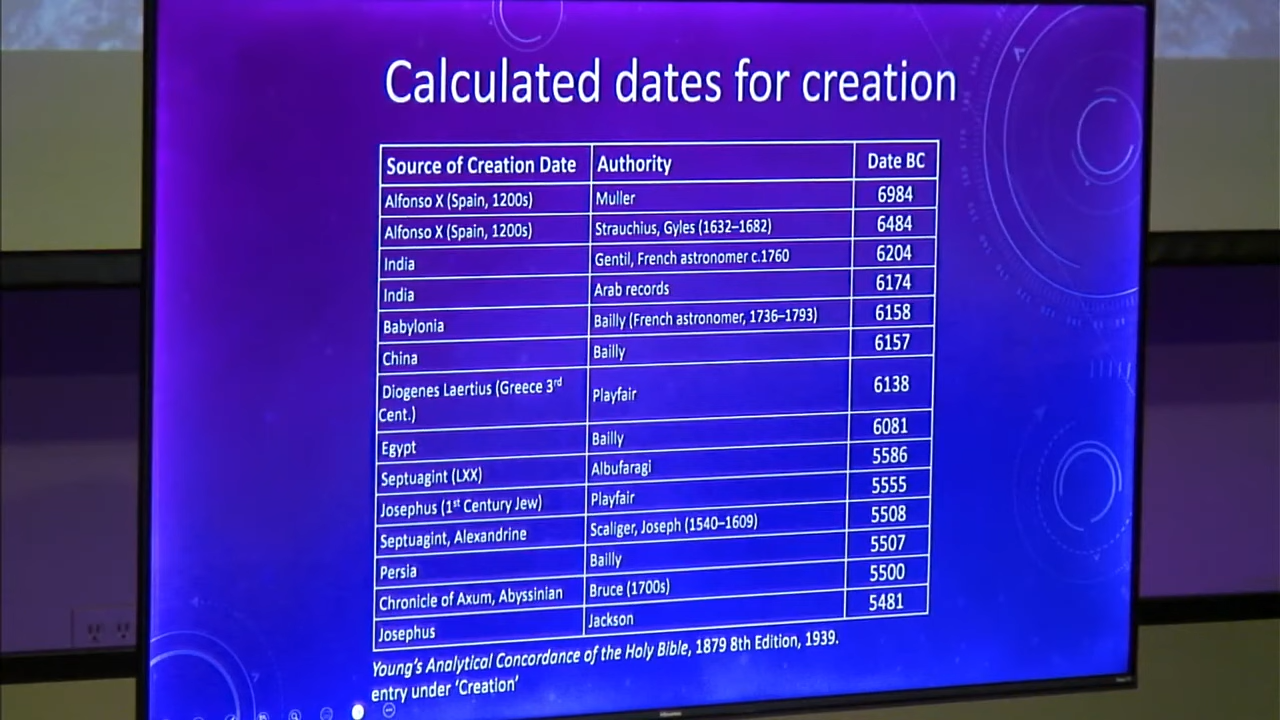 Calculated dates for creation
Source of Creation Date Authority Date BC
Alfonso X (Spain, 1200s) Muller 6984
Alfonso X (Spain, 1200s) Strauchius, Gyles (1632–1682) 6484
India Gentil, French astronomer c.1760 6204
India Arab records 6174
Babylonia Bailly (French astronomer, 1736–1793) 6158
China Bailly 6157
Diogenes Laertius (Greece 3rd
Cent.) Playfair 6138
Egypt Bailly 6081
Septuagint (LXX) Albufaragi 5586
Josephus (1st Century Jew) Playfair 5555
Septuagint, Alexandrine Scaliger, Joseph (1540–1609) 5508
Persia Bailly 5507
Chronicle of Axum, Abyssinian Bruce (1700s) 5500
Josephus Jackson 5481
Young's Analytical Concordance of the Holy Bible, 1879 8th Edition, 1939.
entry under 'Creation'